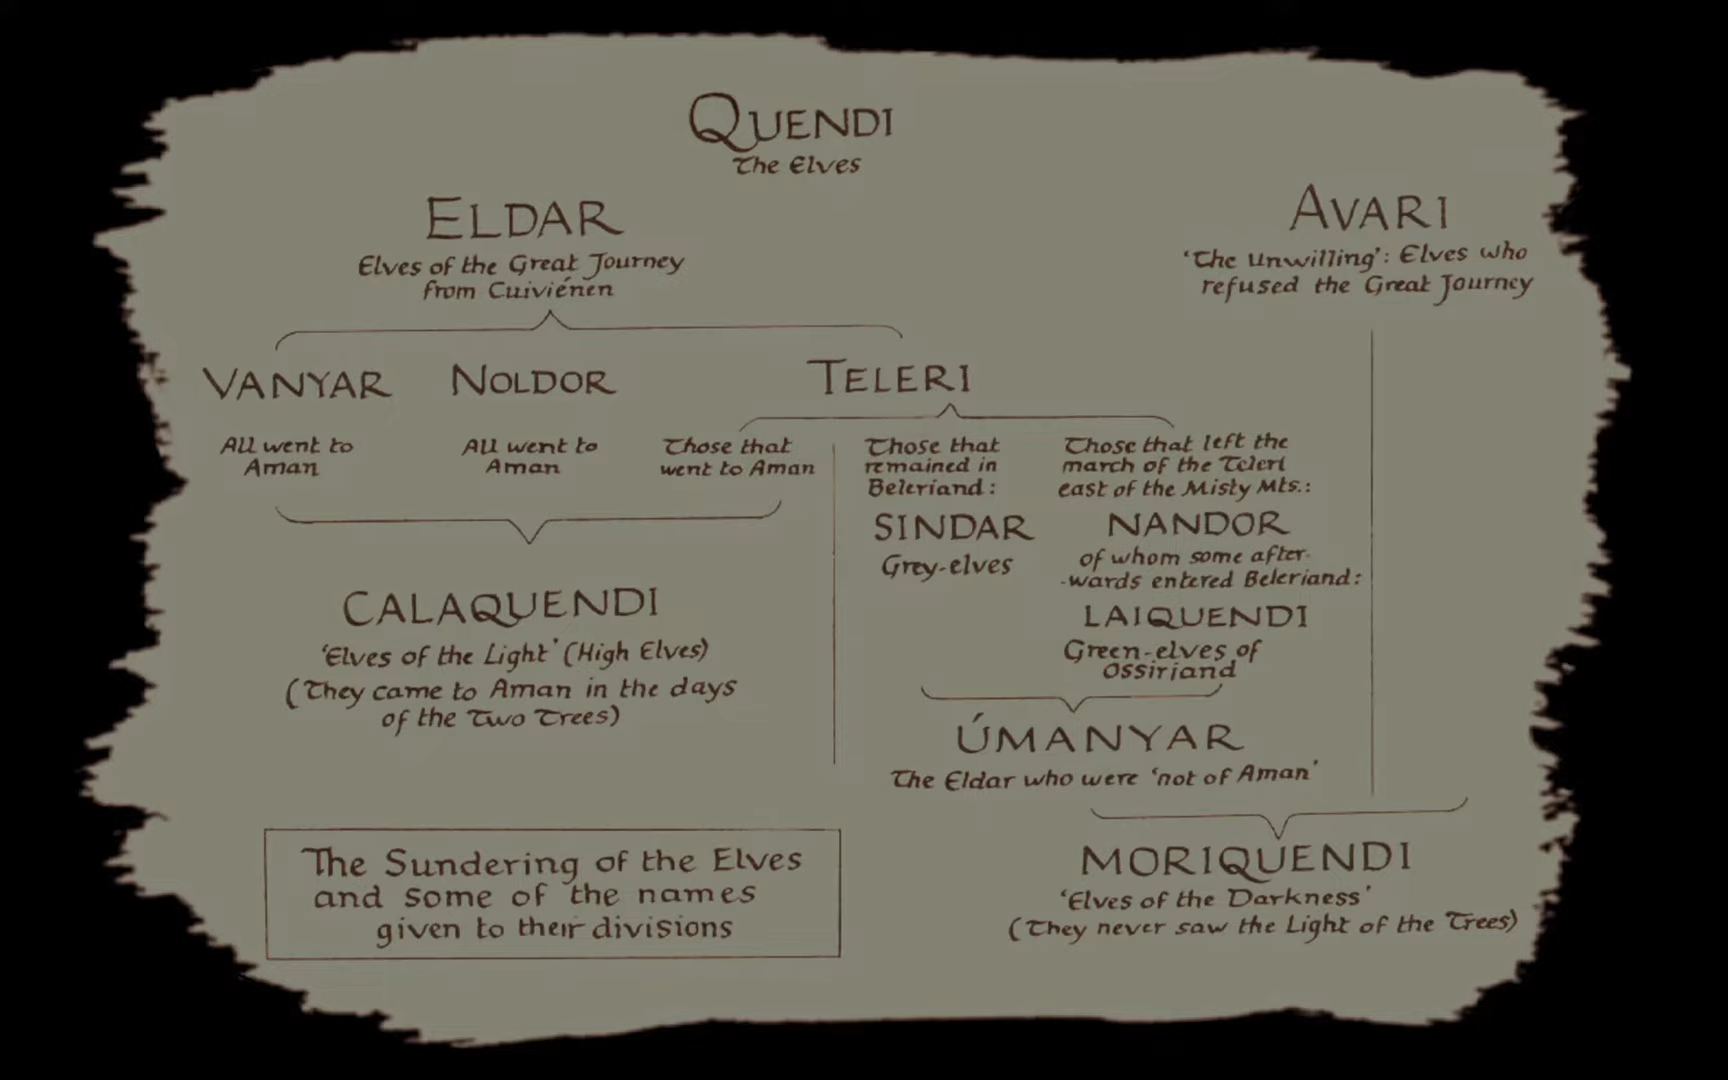 QUENDI
The Elves
ELDAR
Elves of the Great Journey
from Cuiviénen
AVARI
'The Unwilling': Elves who
refused the Great Journey
VANYAR
NOLDOR
TELERI
All went to
Aman
All went to
Aman
Those that
went to Aman
Those that
remained in
Beleriand:
SINDAR
Grey-elves
Those that left the
march of the Teleri
east of the Misty Mts.:
NANDOR
of whom some after-
-wards entered Beleriand:
LAIQUENDI
Green-elves of
Ossiriand
CALAQUENDI
'Elves of the Light' (High Elves)
(They came to Aman in the days
of the Two Trees)
ÚMANYAR
The Eldar who were 'not of Aman'
MORIQUENDI
'Elves of the Darkness'
(They never saw the Light of the Trees)
The Sundering of the Elves
and some of the names
given to their divisions